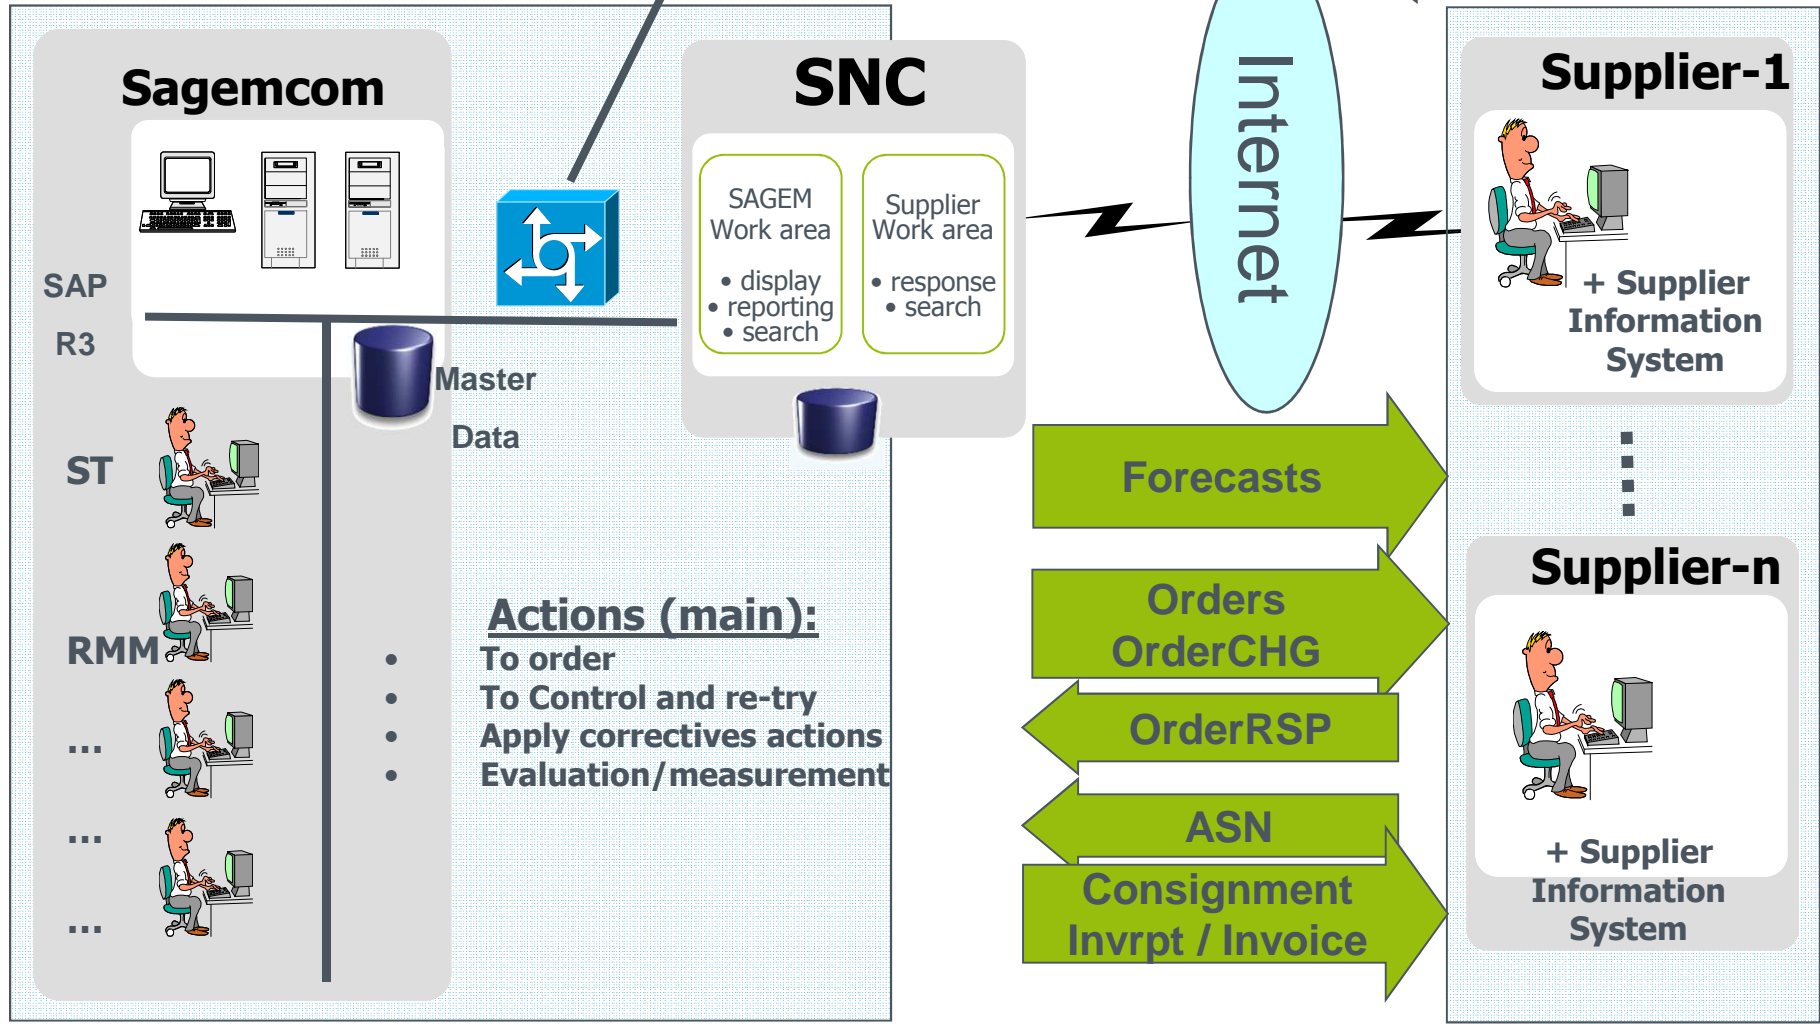 Sagemcom
SAP
R3
Master
Data
ST
RMM
...
...
...
Actions (main):
• To order
• To Control and re-try
• Apply correctives actions
• Evaluation/measurement
SNC
SAGEM
Work area
• display
• reporting
• search
Supplier
Work area
• response
• search
Internet
Forecasts
Orders
OrderCHG
OrderRSP
ASN
Consignment
Invrpt / Invoice
Supplier-1
+ Supplier
Information
System
Supplier-n
+ Supplier
Information
System